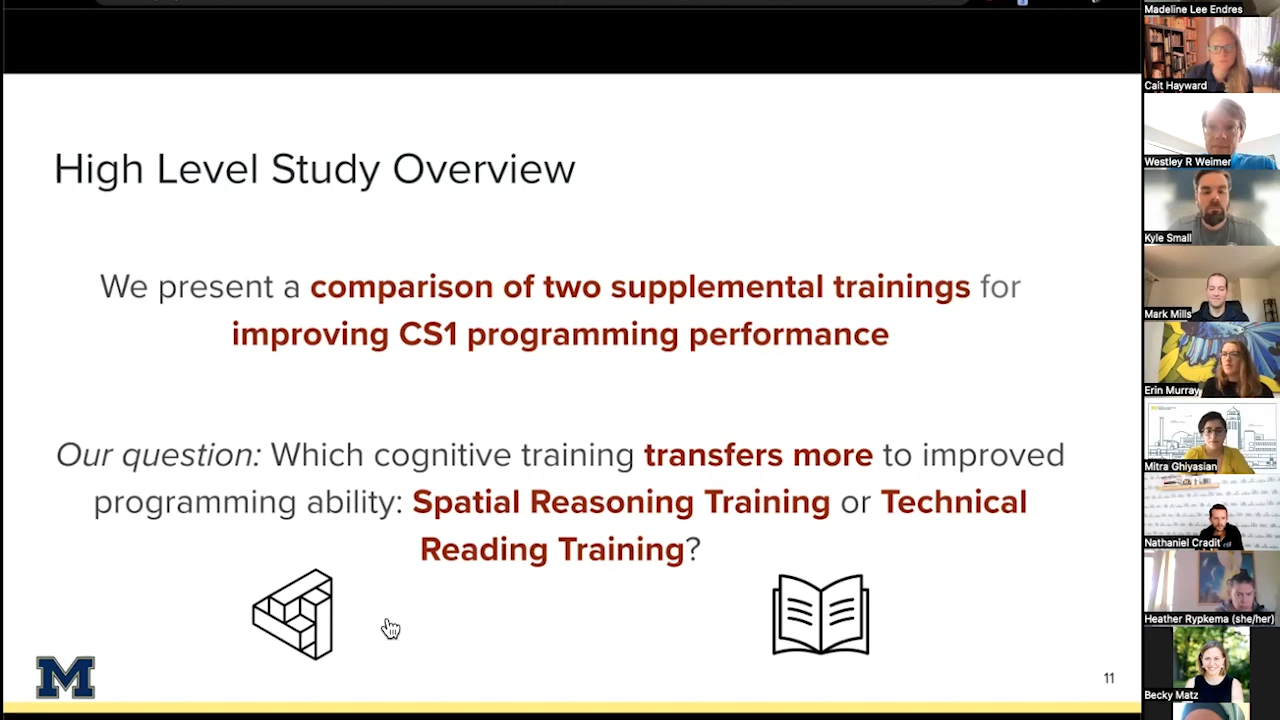 High Level Study Overview
We present a comparison of two supplemental trainings for
improving CS1 programming performance
Our question: Which cognitive training transfers more to improved
programming ability: Spatial Reasoning Training or Technical
Reading Training?
M
11
Madeline Lee Endres
Cait Hayward
Westley R Weimer
Kyle Small
Mark Mills
Erin Murray
Mitra Ghiyasian
Nathaniel Cradit
Heather Rypkema (she/her)
Becky Matz